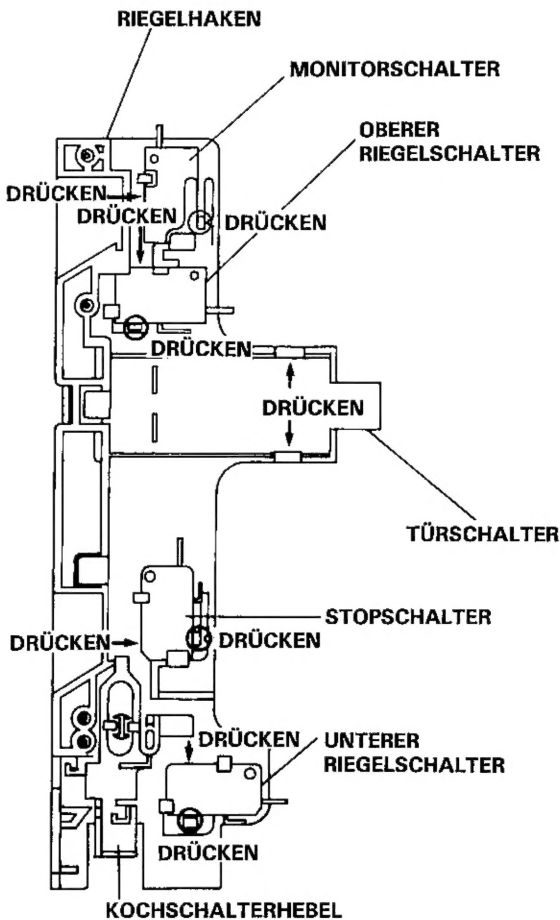 RIEGELHAKEN
MONITORSCHALTER
OBERER
RIEGELSCHALTER
DRÜCKEN
DRÜCKEN
DRÜCKEN
DRÜCKEN
DRÜCKEN
TÜRSCHALTER
STOPSCHALTER
DRÜCKEN
DRÜCKEN
DRÜCKEN
UNTERER
RIEGELSCHALTER
DRÜCKEN
KOCHSCHALTERHEBEL